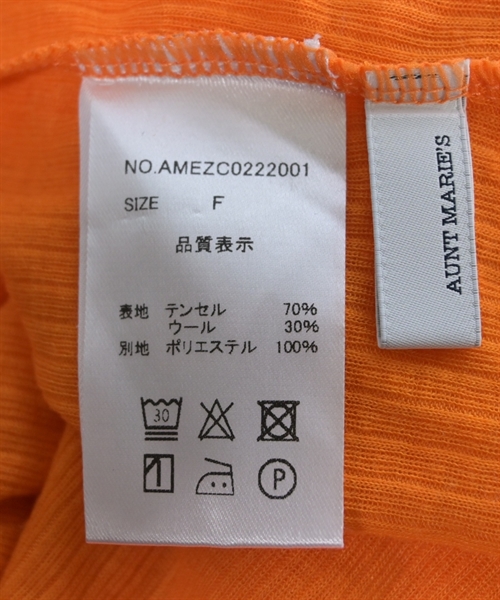 NO.AMEZC0222001
SIZE F
品質表示
表地 テンセル 70%
ウール 30%
別地 ポリエステル 100%
30
P
AUNT MARIE'S